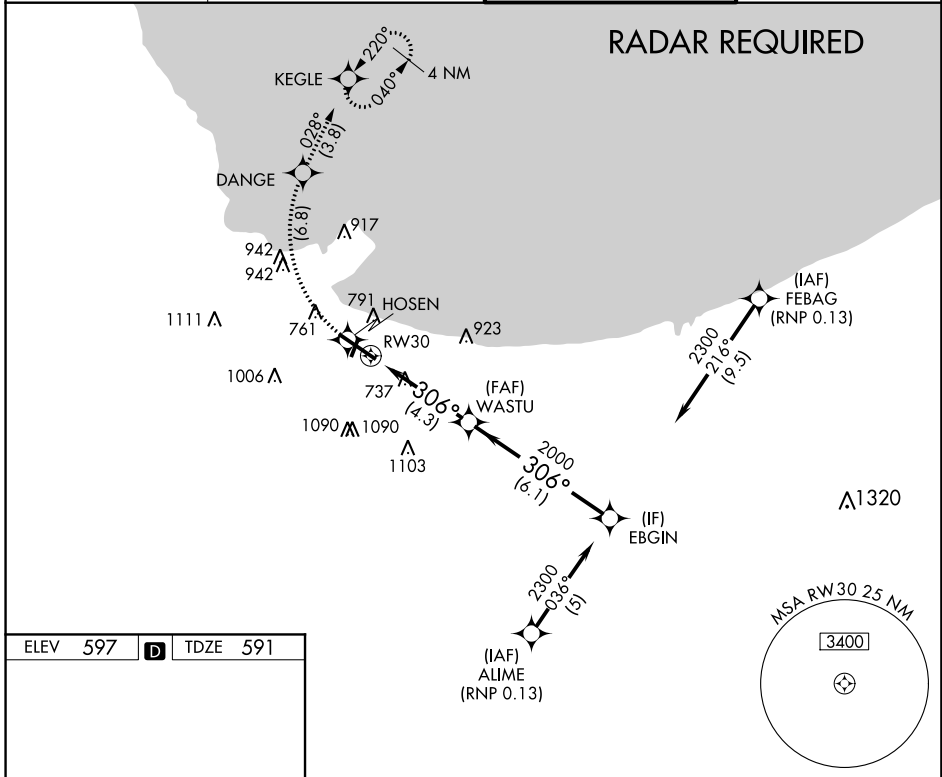 RADAR REQUIRED
220°
KEGLE
4 NM
040°
028°
(3.8)
DANGE
(6.8)
917
942
942
(IAF)
FEBAG
(RNP 0.13)
791
HOSEN
1111
761
923
RW30
2300
216°
(9.5)
1006
737
306°
(4.3)
(FAF)
WASTU
1090
1090
1103
2000
306°
(6.1)
1320
(IF)
EBGIN
2300
036°
(5)
MSA RW30 25 NM
3400
(IAF)
ALIME
(RNP 0.13)
ELEV 597 D TDZE 591